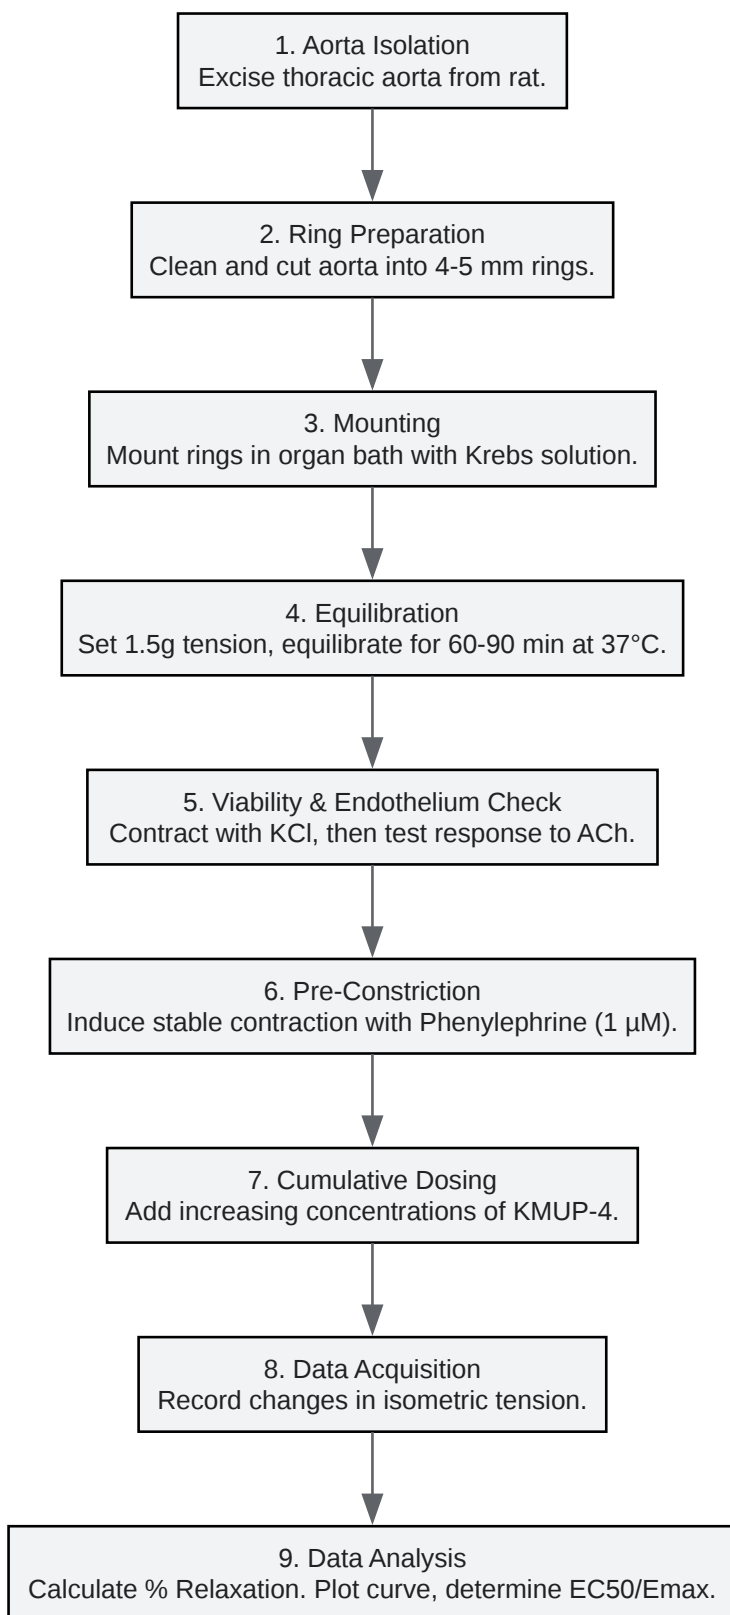 1. Aorta Isolation
Excise thoracic aorta from rat.
2. Ring Preparation
Clean and cut aorta into 4-5 mm rings.
3. Mounting
Mount rings in organ bath with Krebs solution.
4. Equilibration
Set 1.5g tension, equilibrate for 60-90 min at 37°C.
5. Viability & Endothelium Check
Contract with KCl, then test response to ACh.
6. Pre-Constriction
Induce stable contraction with Phenylephrine (1 µM).
7. Cumulative Dosing
Add increasing concentrations of KMUP-4.
8. Data Acquisition
Record changes in isometric tension.
9. Data Analysis
Calculate % Relaxation. Plot curve, determine EC50/Emax.